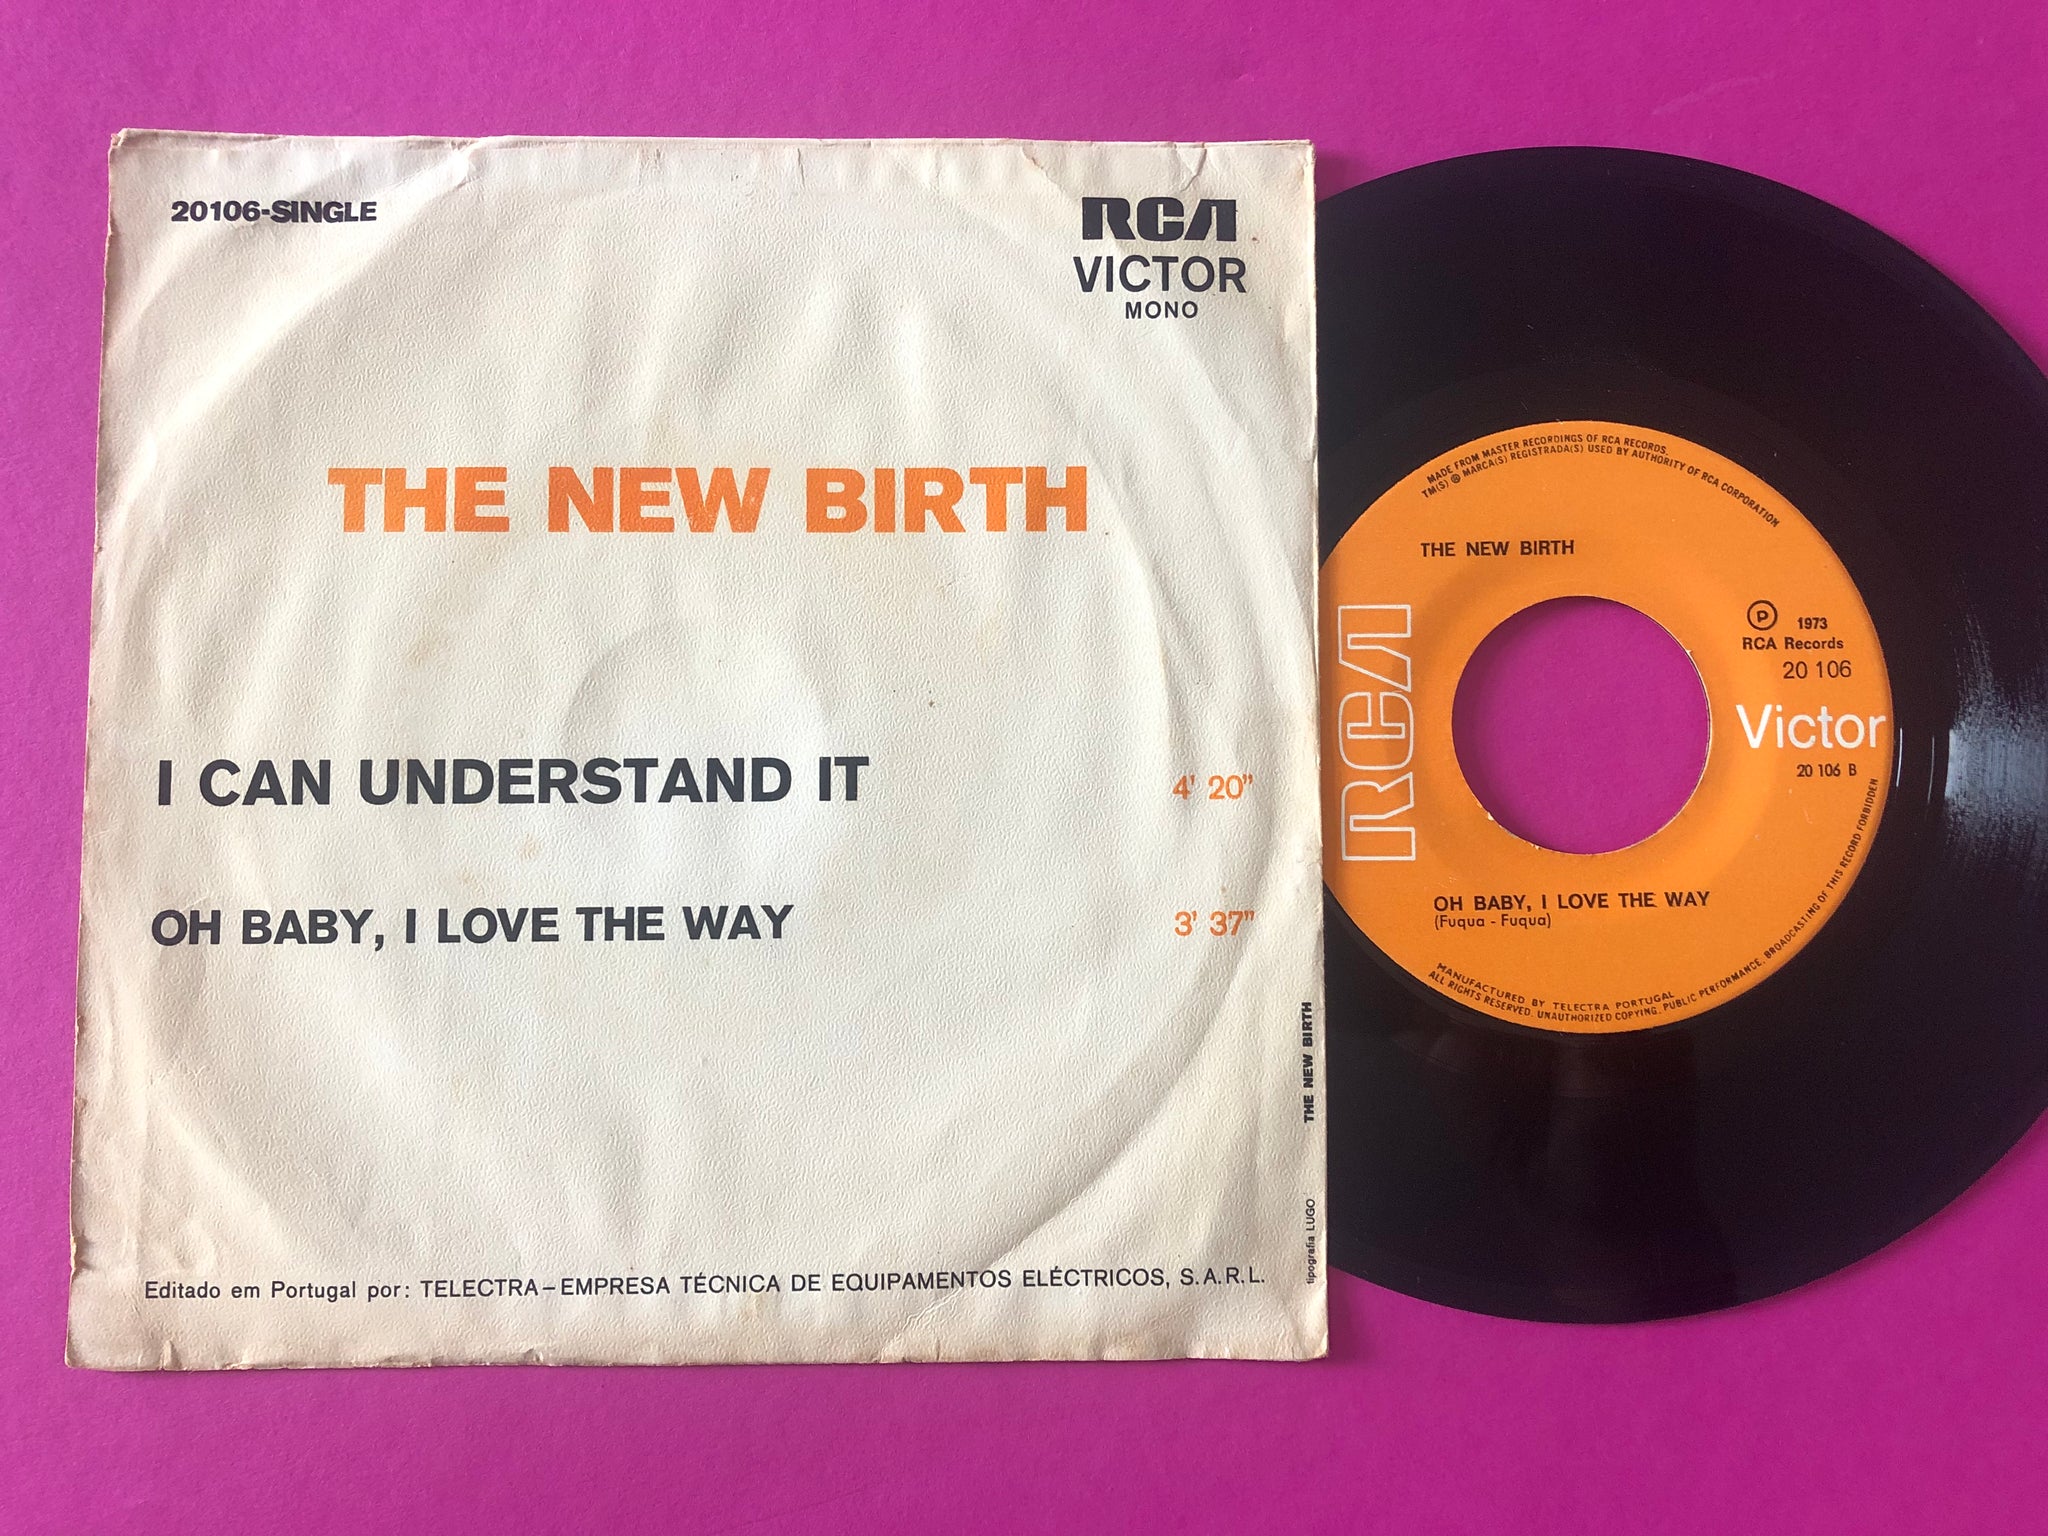 20106-SINGLE
RCA
VICTOR
MONO
THE NEW BIRTH
I CAN UNDERSTAND IT 4' 20"
OH BABY, I LOVE THE WAY 3' 37"
THE NEW BIRTH
tipografia LUGO
Editado em Portugal por: TELECTRA-EMPRESA TÉCNICA DE EQUIPAMENTOS ELÉCTRICOS, S.A.R.L.
MADE FROM MASTER RECORDINGS OF RCA RECORDS.
TM(S) ® MARCA(S) REGISTRADA(S) USED BY AUTHORITY OF RCA CORPORATION
THE NEW BIRTH
RCA
Ⓟ 1973
RCA Records
20 106
Victor
20 106 B
OH BABY, I LOVE THE WAY
(Fuqua - Fuqua)
MANUFACTURED BY TELECTRA PORTUGAL
ALL RIGHTS RESERVED. UNAUTHORIZED COPYING, PUBLIC PERFORMANCE, BROADCASTING OF THIS RECORD FORBIDDEN